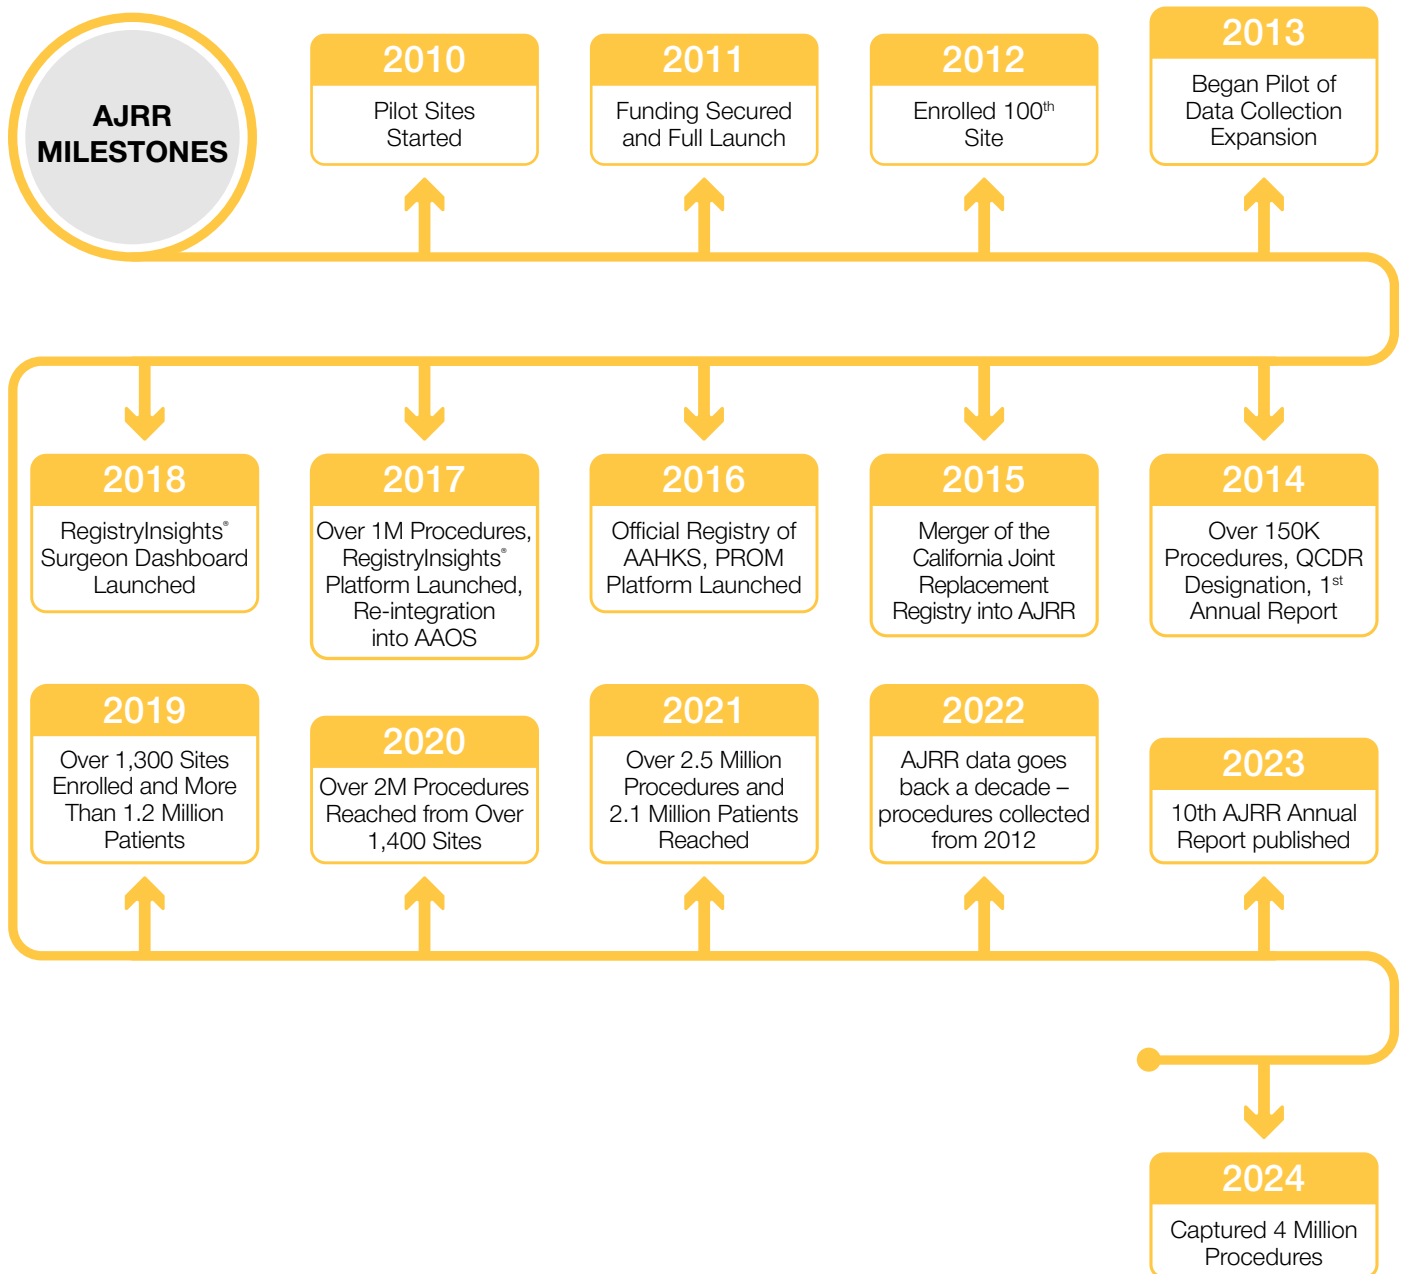 AJRR
MILESTONES
2010
Pilot Sites
Started
2011
Funding Secured
and Full Launch
2012
Enrolled 100th
Site
2013
Began Pilot of
Data Collection
Expansion
2018
RegistryInsights®
Surgeon Dashboard
Launched
2017
Over 1M Procedures,
RegistryInsights®
Platform Launched,
Re-integration
into AAOS
2016
Official Registry of
AAHKS, PROM
Platform Launched
2015
Merger of the
California Joint
Replacement
Registry into AJRR
2014
Over 150K
Procedures, QCDR
Designation, 1st
Annual Report
2019
Over 1,300 Sites
Enrolled and More
Than 1.2 Million
Patients
2020
Over 2M Procedures
Reached from Over
1,400 Sites
2021
Over 2.5 Million
Procedures and
2.1 Million Patients
Reached
2022
AJRR data goes
back a decade –
procedures collected
from 2012
2023
10th AJRR Annual
Report published
2024
Captured 4 Million
Procedures